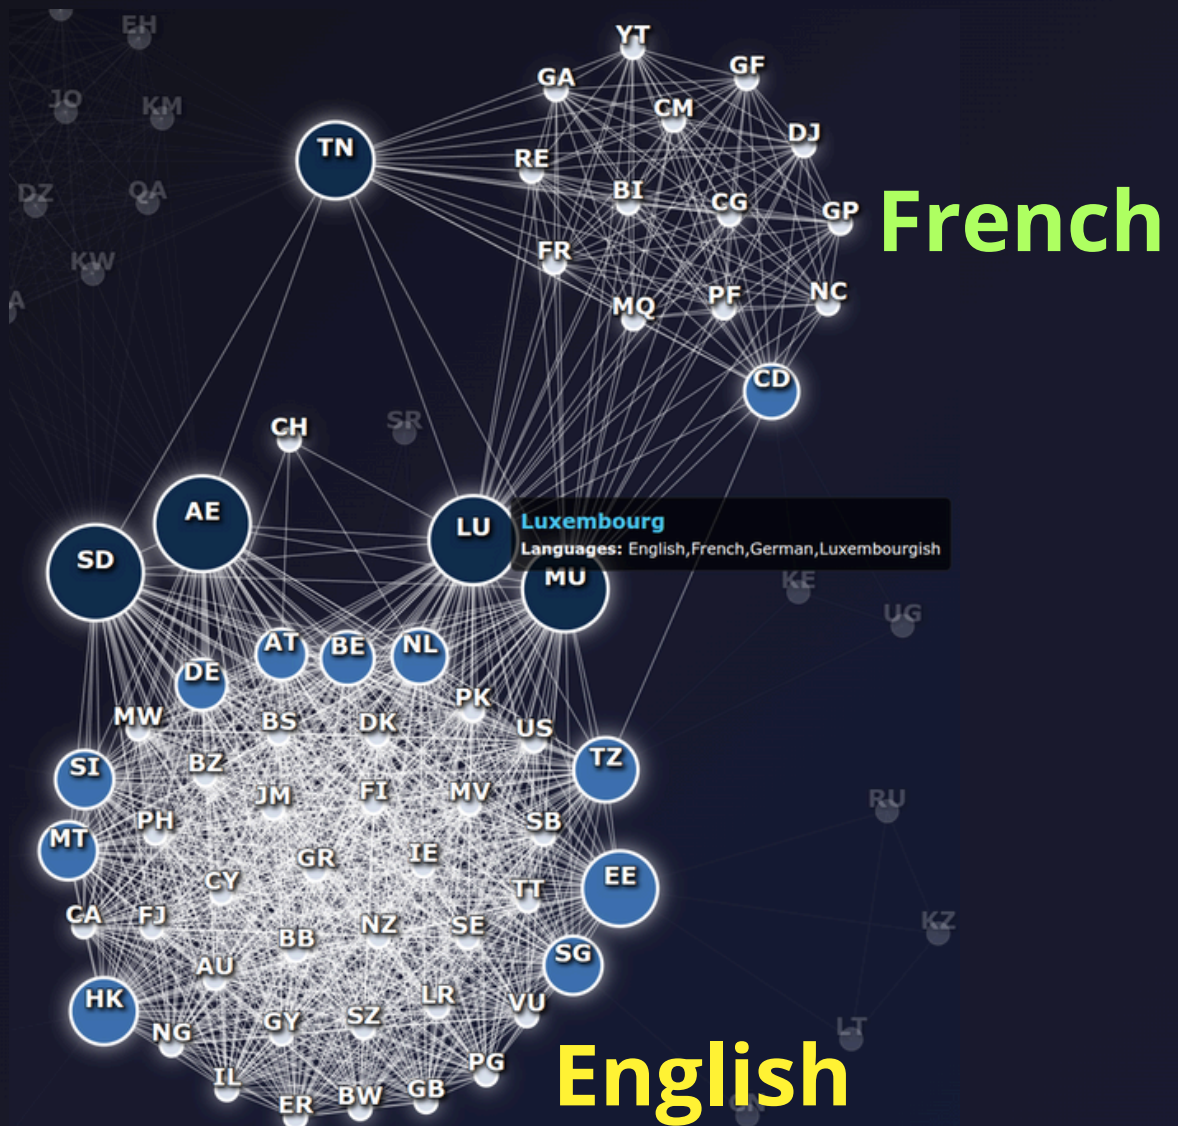 EH
YT
GA
GF
JO
KM
CM
DJ
TN
RE
DZ
QA
BI
CG
GP
French
FR
KW
A
MQ
PF
NC
CD
CH
SR
AE
SD
LU
Luxembourg
Languages: English,French,German,Luxembourgish
MU
KE
UG
AT
BE
NL
DE
PK
MW
BS
DK
US
SI
BZ
TZ
JM
FI
MV
RU
PH
SB
MT
GR
IE
CY
TT
EE
CA
FJ
NZ
SE
KZ
BB
SG
AU
HK
LR
VU
NG
GY
SZ
LT
English
PG
IL
ER
BW
GB
CN